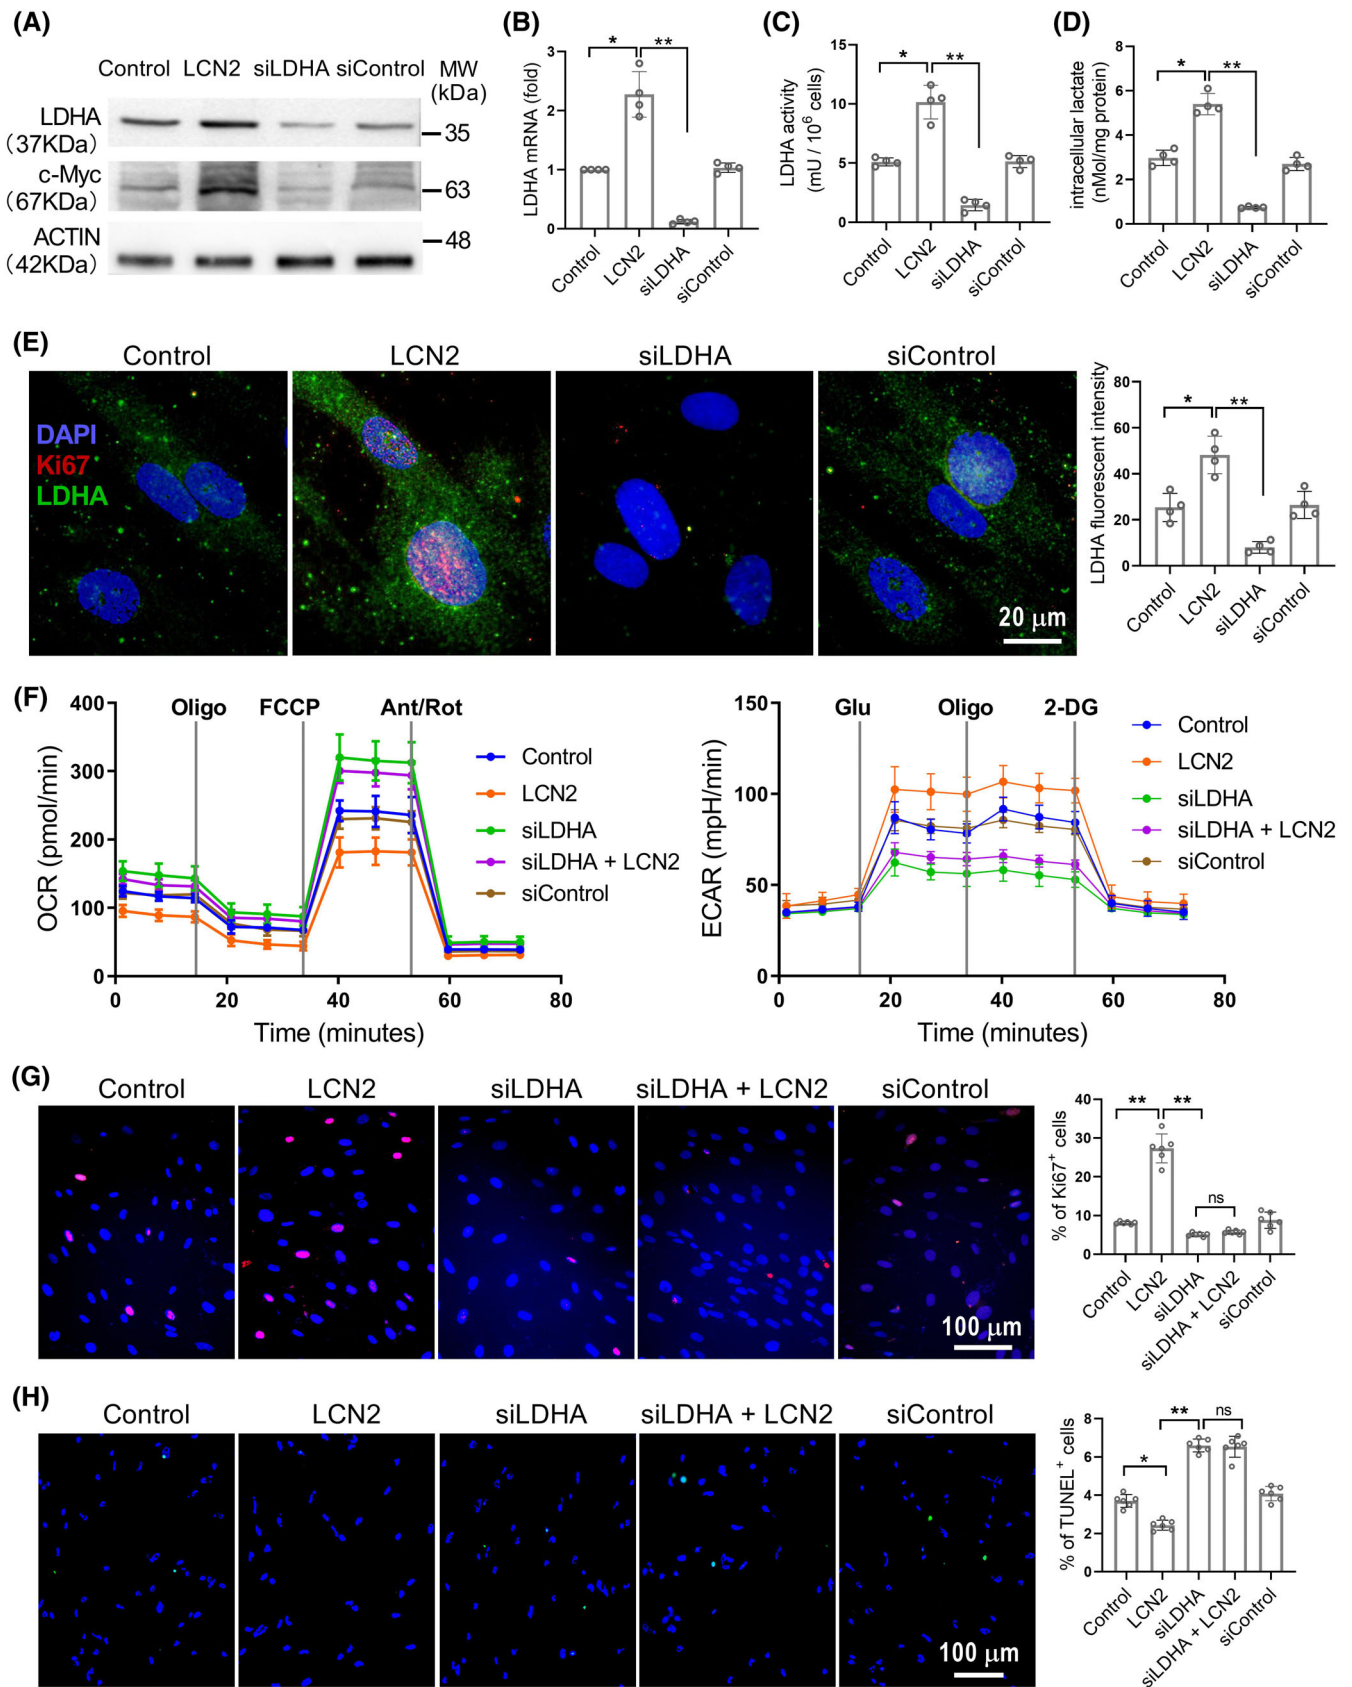 (A)
Control LCN2 siLDHA siControl MW
(kDa)
LDHA
(37KDa)
35
c-Myc
(67KDa)
63
ACTIN
(42KDa)
48
(B)
LDHA mRNA (fold)
3
2
1
0
* **
Control LCN2 siLDHA siControl
(C)
LDHA activity
(mU / 10⁶ cells)
15
10
5
0
* **
Control LCN2 siLDHA siControl
(D)
intracellular lactate
(nMol/mg protein)
8
6
4
2
0
* **
Control LCN2 siLDHA siControl
(E)
Control LCN2 siLDHA siControl
DAPI
Ki67
LDHA
20 μm
LDHA fluorescent intensity
80
60
40
20
0
* **
Control LCN2 siLDHA siControl
(F)
OCR (pmol/min)
400
300
200
100
0
Oligo FCCP Ant/Rot
0 20 40 60 80
Time (minutes)
Control
LCN2
siLDHA
siLDHA + LCN2
siControl
ECAR (mpH/min)
150
100
50
0
Glu Oligo 2-DG
0 20 40 60 80
Time (minutes)
Control
LCN2
siLDHA
siLDHA + LCN2
siControl
(G)
Control LCN2 siLDHA siLDHA + LCN2 siControl
100 μm
% of Ki67⁺ cells
40
30
20
10
0
** **
ns
Control LCN2 siLDHA siLDHA + LCN2 siControl
(H)
Control LCN2 siLDHA siLDHA + LCN2 siControl
100 μm
% of TUNEL⁺ cells
8
6
4
2
0
* ** ns
Control LCN2 siLDHA siLDHA + LCN2 siControl